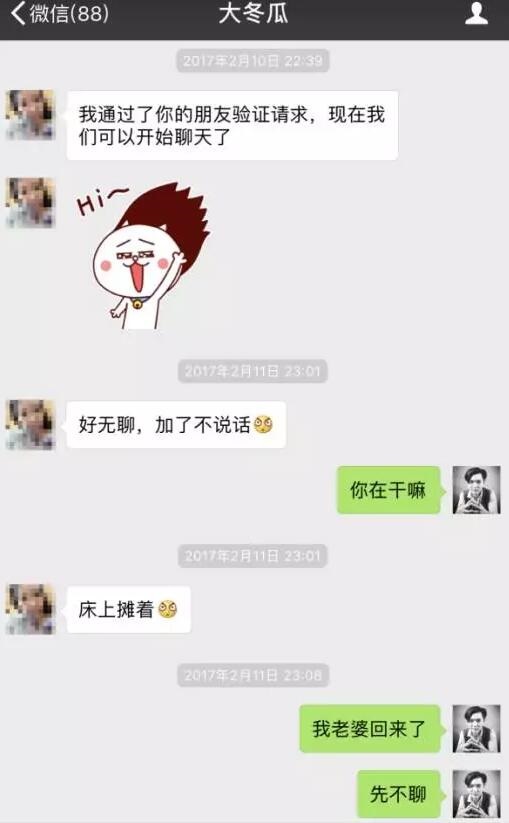 微信(88)
大冬瓜
2017年2月10日 22:39
我通过了你的朋友验证请求，现在我
们可以开始聊天了
Hi~
2017年2月11日 23:01
好无聊，加了不说话
你在干嘛
2017年2月11日 23:01
床上摊着
2017年2月11日 23:08
我老婆回来了
先不聊